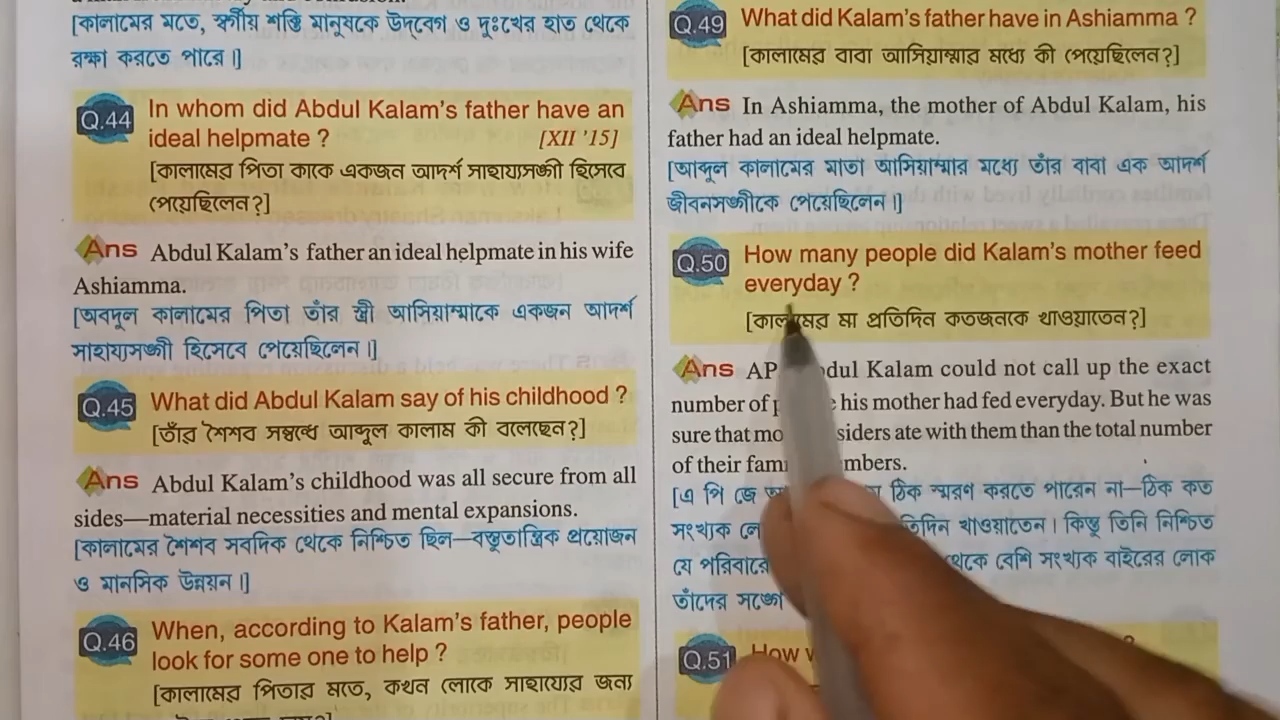 [কালামের মতে, স্বর্গীয় শক্তি মানুষকে উদ্‌বেগ ও দুঃখের হাত থেকে
রক্ষা করতে পারে।]
Q.44 In whom did Abdul Kalam's father have an
ideal helpmate ? [XII '15]
[কালামের পিতা কাকে একজন আদর্শ সাহায্যসঙ্গী হিসেবে
পেয়েছিলেন?]
Ans Abdul Kalam's father an ideal helpmate in his wife
Ashiamma.
[অবদুল কালামের পিতা তাঁর স্ত্রী আসিয়াম্মাকে একজন আদর্শ
সাহায্যসঙ্গী হিসেবে পেয়েছিলেন।]
Q.45 What did Abdul Kalam say of his childhood ?
[তাঁর শৈশব সম্বন্ধে আব্দুল কালাম কী বলেছেন?]
Ans Abdul Kalam's childhood was all secure from all
sides—material necessities and mental expansions.
[কালামের শৈশব সবদিক থেকে নিশ্চিত ছিল—বস্তুতান্ত্রিক প্রয়োজন
ও মানসিক উন্নয়ন।]
Q.46 When, according to Kalam's father, people
look for some one to help ?
[কালামের পিতার মতে, কখন লোকে সাহায্যের জন্য
Q.49 What did Kalam's father have in Ashiamma ?
[কালামের বাবা আসিয়াম্মার মধ্যে কী পেয়েছিলেন?]
Ans In Ashiamma, the mother of Abdul Kalam, his
father had an ideal helpmate.
[আব্দুল কালামের মাতা আসিয়াম্মার মধ্যে তাঁর বাবা এক আদর্শ
জীবনসঙ্গীকে পেয়েছিলেন।]
Q.50 How many people did Kalam's mother feed
everyday ?
[কালামের মা প্রতিদিন কতজনকে খাওয়াতেন?]
Ans AP Kalam could not call up the exact
number of his mother had fed everyday. But he was
sure that ate with them than the total number
of their
[এ পি জে ঠিক স্মরণ করতে পারেন না—ঠিক কত
সংখ্যক খাওয়াতেন। কিন্তু তিনি নিশ্চিত
যে বেশি সংখ্যক বাইরের লোক
তাঁদের
Q.51 How